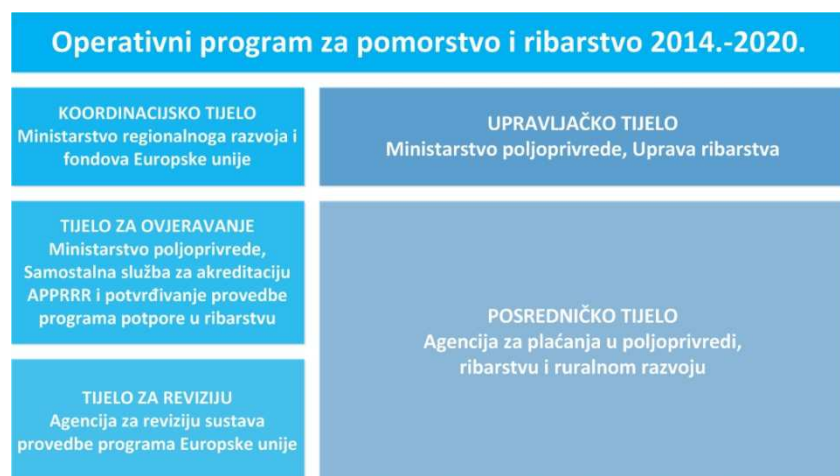 Operativni program za pomorstvo i ribarstvo 2014.-2020.
KOORDINACIJSKO TIJELO
Ministarstvo regionalnoga razvoja i
fondova Europske unije
UPRAVLJAČKO TIJELO
Ministarstvo poljoprivrede, Uprava ribarstva
TIJELO ZA OVJERAVANJE
Ministarstvo poljoprivrede,
Samostalna služba za akreditaciju
APPRRR i potvrđivanje provedbe
programa potpore u ribarstvu
POSREDNIČKO TIJELO
Agencija za plaćanja u poljoprivredi,
ribarstvu i ruralnom razvoju
TIJELO ZA REVIZIJU
Agencija za reviziju sustava
provedbe programa Europske unije